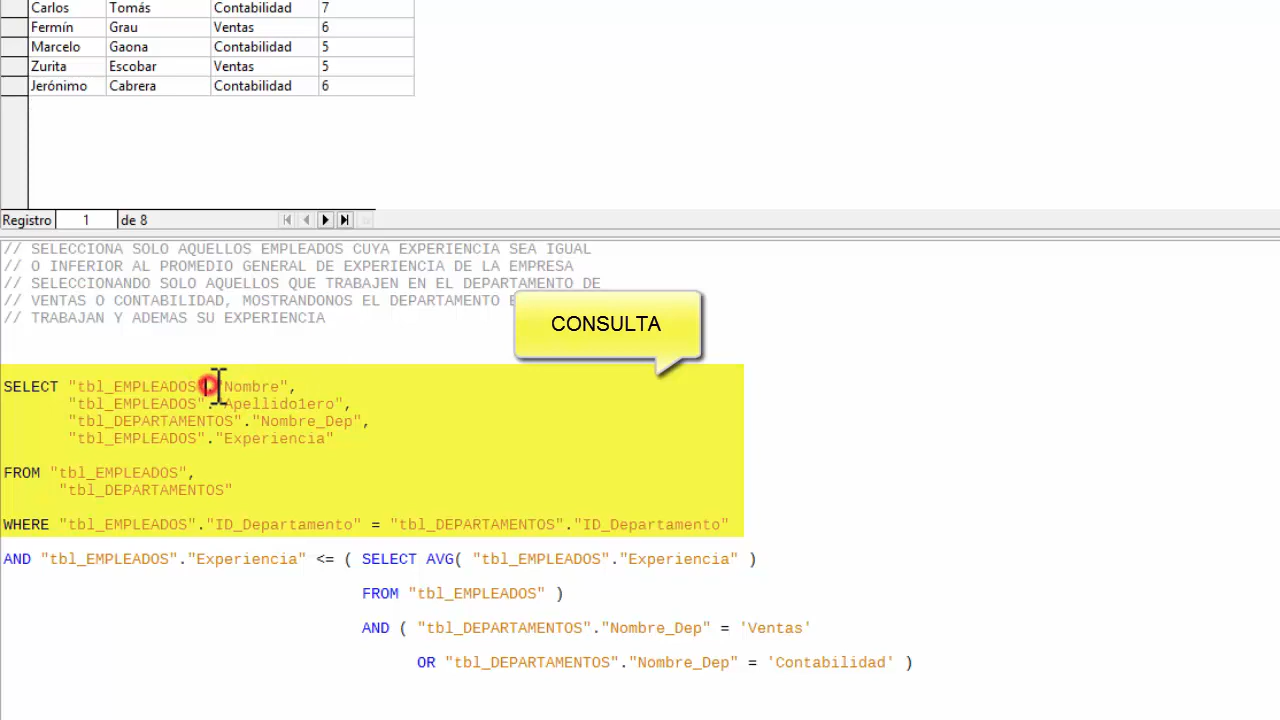 Carlos Tomás Contabilidad 7
Fermín Grau Ventas 6
Marcelo Gaona Contabilidad 5
Zurita Escobar Ventas 5
Jerónimo Cabrera Contabilidad 6
Registro 1 de 8
// SELECCIONA SOLO AQUELLOS EMPLEADOS CUYA EXPERIENCIA SEA IGUAL
// O INFERIOR AL PROMEDIO GENERAL DE EXPERIENCIA DE LA EMPRESA
// SELECCIONANDO SOLO AQUELLOS QUE TRABAJEN EN EL DEPARTAMENTO DE
// VENTAS O CONTABILIDAD, MOSTRANDONOS EL DEPARTAMENTO
// TRABAJAN Y ADEMAS SU EXPERIENCIA
CONSULTA
SELECT "tbl_EMPLEADOS"."Nombre",
"tbl_EMPLEADOS"."Apellido1ero",
"tbl_DEPARTAMENTOS"."Nombre_Dep",
"tbl_EMPLEADOS"."Experiencia"
FROM "tbl_EMPLEADOS",
"tbl_DEPARTAMENTOS"
WHERE "tbl_EMPLEADOS"."ID_Departamento" = "tbl_DEPARTAMENTOS"."ID_Departamento"
AND "tbl_EMPLEADOS"."Experiencia" <= ( SELECT AVG( "tbl_EMPLEADOS"."Experiencia" )
FROM "tbl_EMPLEADOS" )
AND ( "tbl_DEPARTAMENTOS"."Nombre_Dep" = 'Ventas'
OR "tbl_DEPARTAMENTOS"."Nombre_Dep" = 'Contabilidad' )